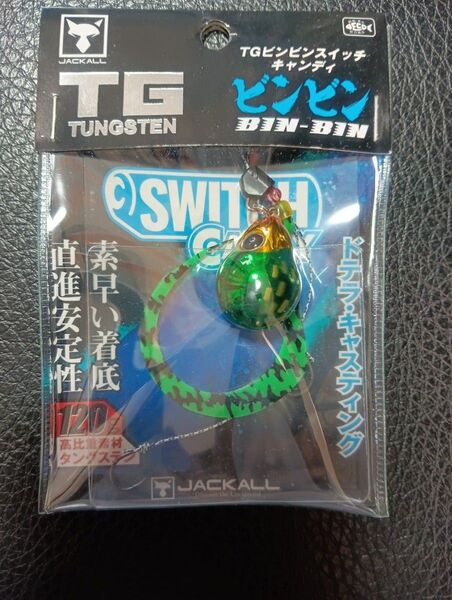 JACKALL
TG
TUNGSTEN
TGビンビンスイッチ
キャンディ
ビンビン
BIN-BIN
SWITCH
ドテラ・キャスティング
素早い着底
直進安定性
120
高比重素材
タングステン
JACKALL